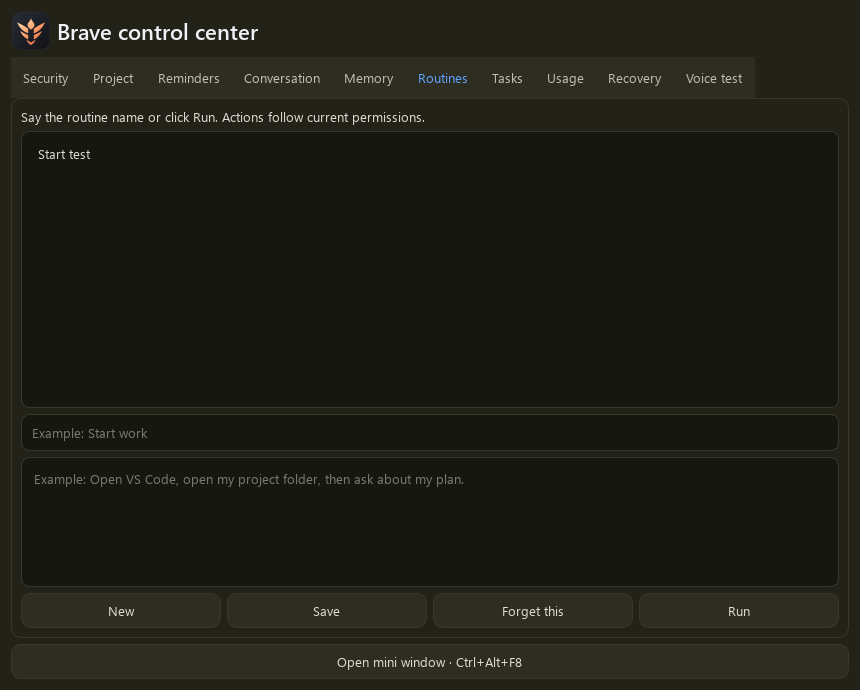 Brave control center
Security Project Reminders Conversation Memory Routines Tasks Usage Recovery Voice test
Say the routine name or click Run. Actions follow current permissions.
Start test
Example: Start work
Example: Open VS Code, open my project folder, then ask about my plan.
New Save Forget this Run
Open mini window · Ctrl+Alt+F8